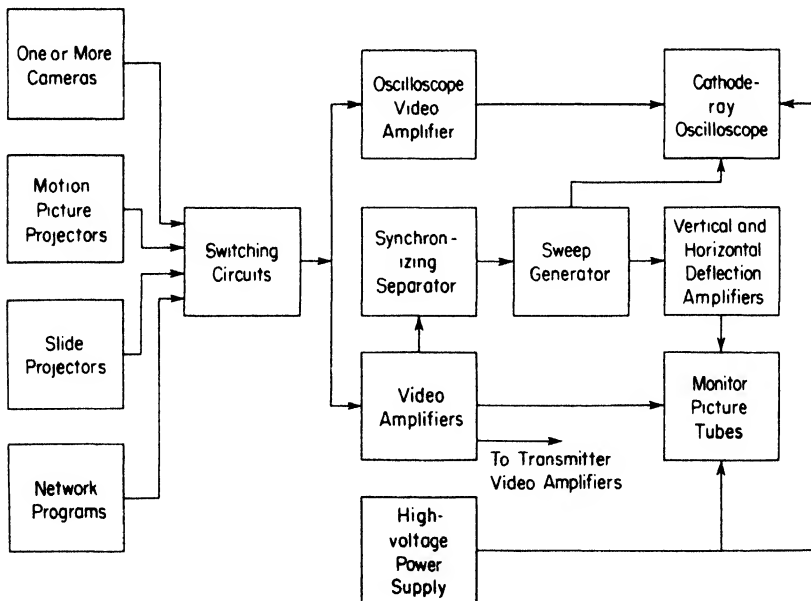 One or More
Cameras
Motion
Picture
Projectors
Slide
Projectors
Network
Programs
Switching
Circuits
Oscilloscope
Video
Amplifier
Synchron-
izing
Separator
Video
Amplifiers
To Transmitter
Video Amplifiers
High-
voltage
Power
Supply
Sweep
Generator
Cathode-
ray
Oscilloscope
Vertical and
Horizontal
Deflection
Amplifiers
Monitor
Picture
Tubes